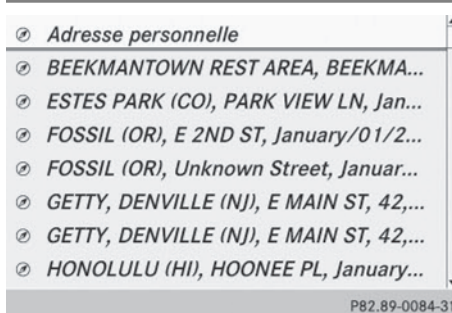 Adresse personnelle
BEEKMANTOWN REST AREA, BEEKMA...
ESTES PARK (CO), PARK VIEW LN, Jan...
FOSSIL (OR), E 2ND ST, January/01/2...
FOSSIL (OR), Unknown Street, Januar...
GETTY, DENVILLE (NJ), E MAIN ST, 42,...
GETTY, DENVILLE (NJ), E MAIN ST, 42,...
HONOLULU (HI), HOONEE PL, January...
P82.89-0084-31